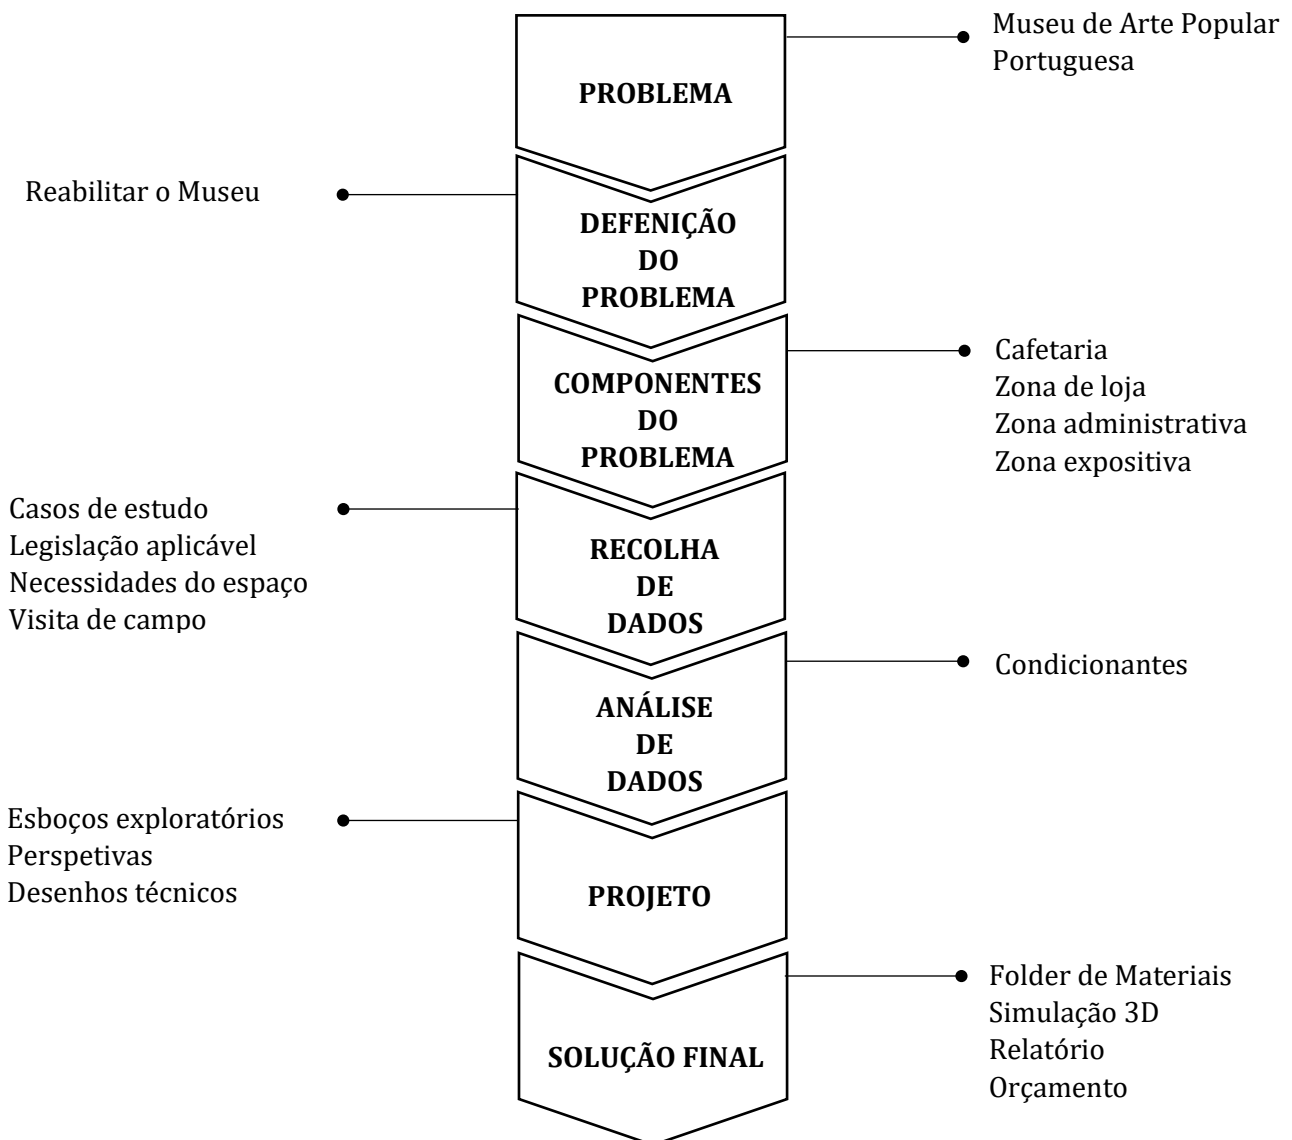 Museu de Arte Popular
Portuguesa
PROBLEMA
Reabilitar o Museu
DEFENIÇÃO
DO
PROBLEMA
Cafetaria
Zona de loja
Zona administrativa
Zona expositiva
COMPONENTES
DO
PROBLEMA
Casos de estudo
Legislação aplicável
Necessidades do espaço
Visita de campo
RECOLHA
DE
DADOS
Condicionantes
ANÁLISE
DE
DADOS
Esboços exploratórios
Perspetivas
Desenhos técnicos
PROJETO
Folder de Materiais
Simulação 3D
Relatório
Orçamento
SOLUÇÃO FINAL